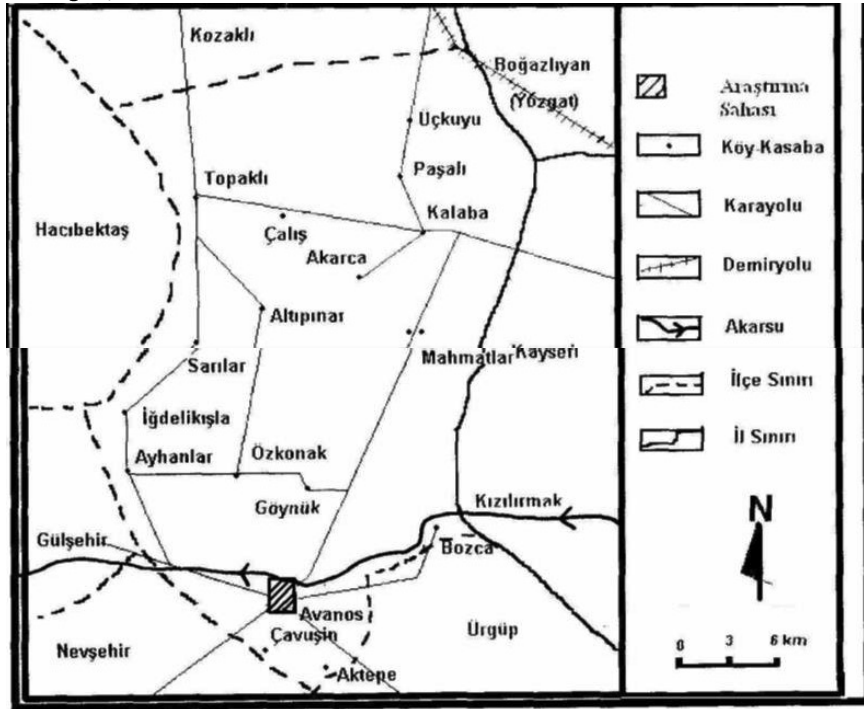 Kozaklı
Boğazlıyan
(Yozgat)
Üçkuyu
Paşalı
Topaklı
Kalaba
Hacıbektaş
Çalış
Akarca
Altıpınar
Mahmatlar
Kayseri
Sarılar
İğdelikışla
Ayhanlar
Özkonak
Göynük
Kızılırmak
Gülşehir
Bozca
Avanos
Çavuşin
Ürgüp
Nevşehir
Aktepe
Araştırma
Sahası
Köy-Kasaba
Karayolu
Demiryolu
Akarsu
İlçe Sınırı
İl Sınırı
N
0 3 6 km